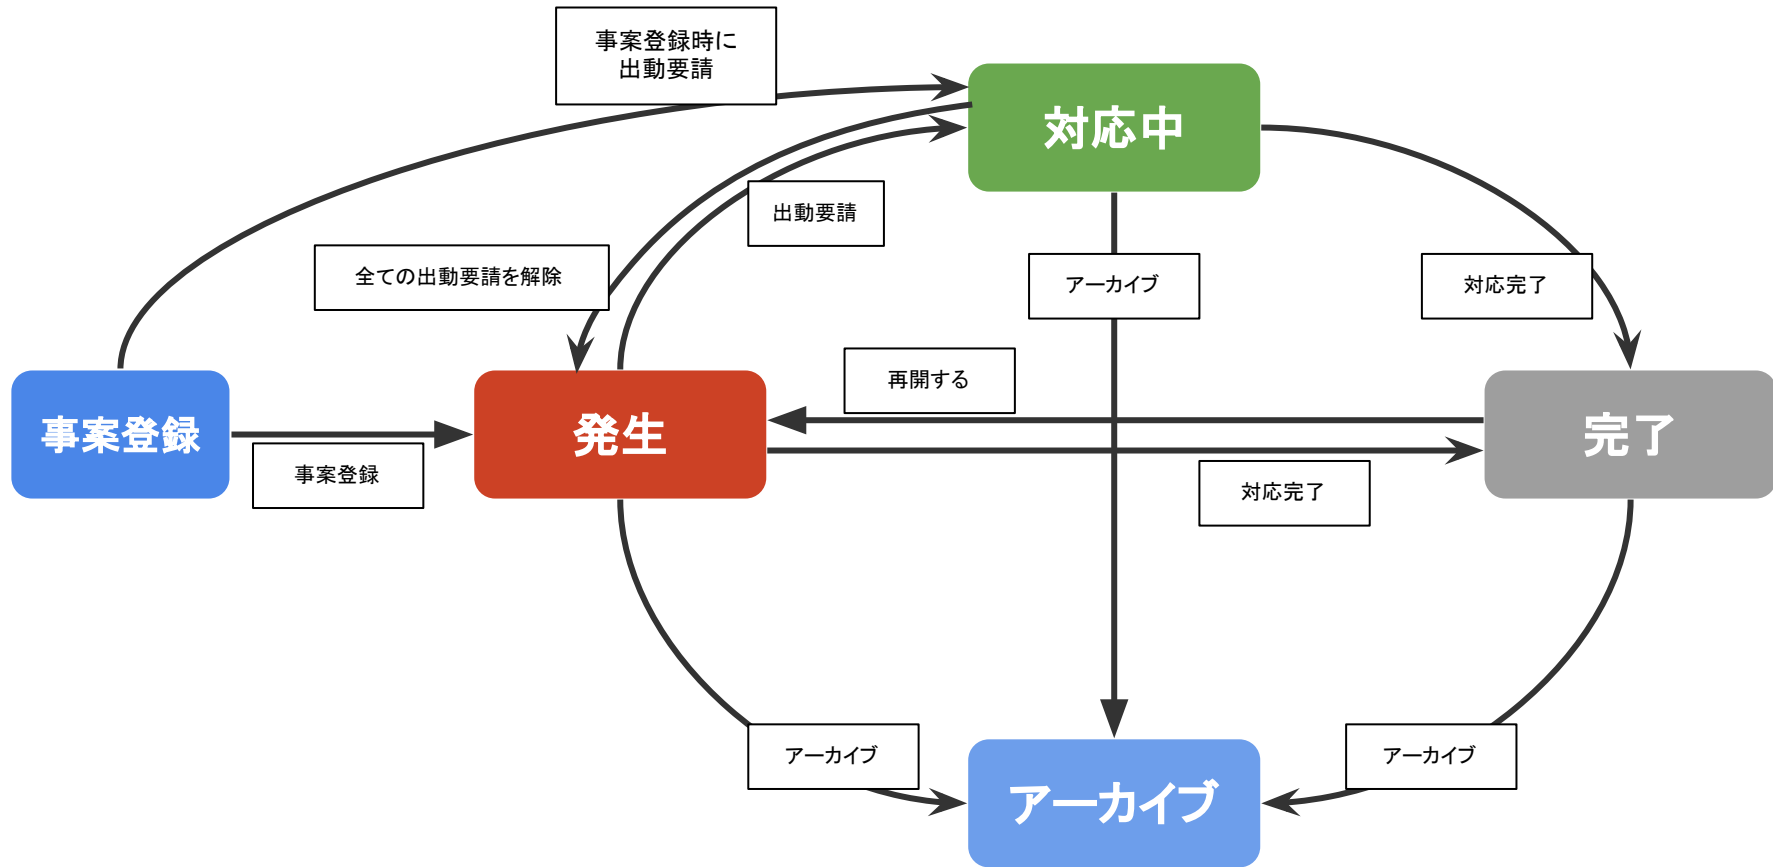 事案登録時に
出動要請
対応中
出動要請
全ての出動要請を解除
アーカイブ
対応完了
再開する
事案登録
発生
完了
事案登録
対応完了
アーカイブ
アーカイブ
アーカイブ